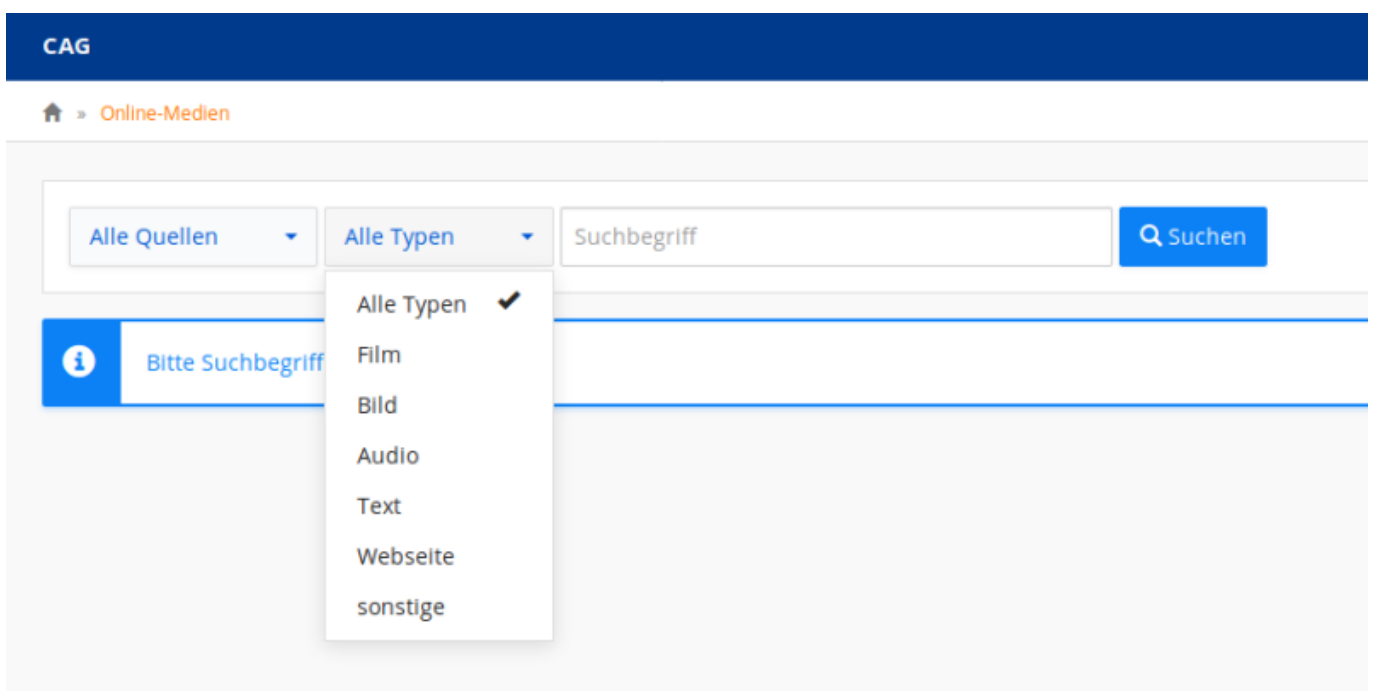 CAG
» Online-Medien
Alle Quellen Alle Typen Suchbegriff Suchen
Alle Typen
Bitte Suchbegriff
Film
Bild
Audio
Text
Webseite
sonstige